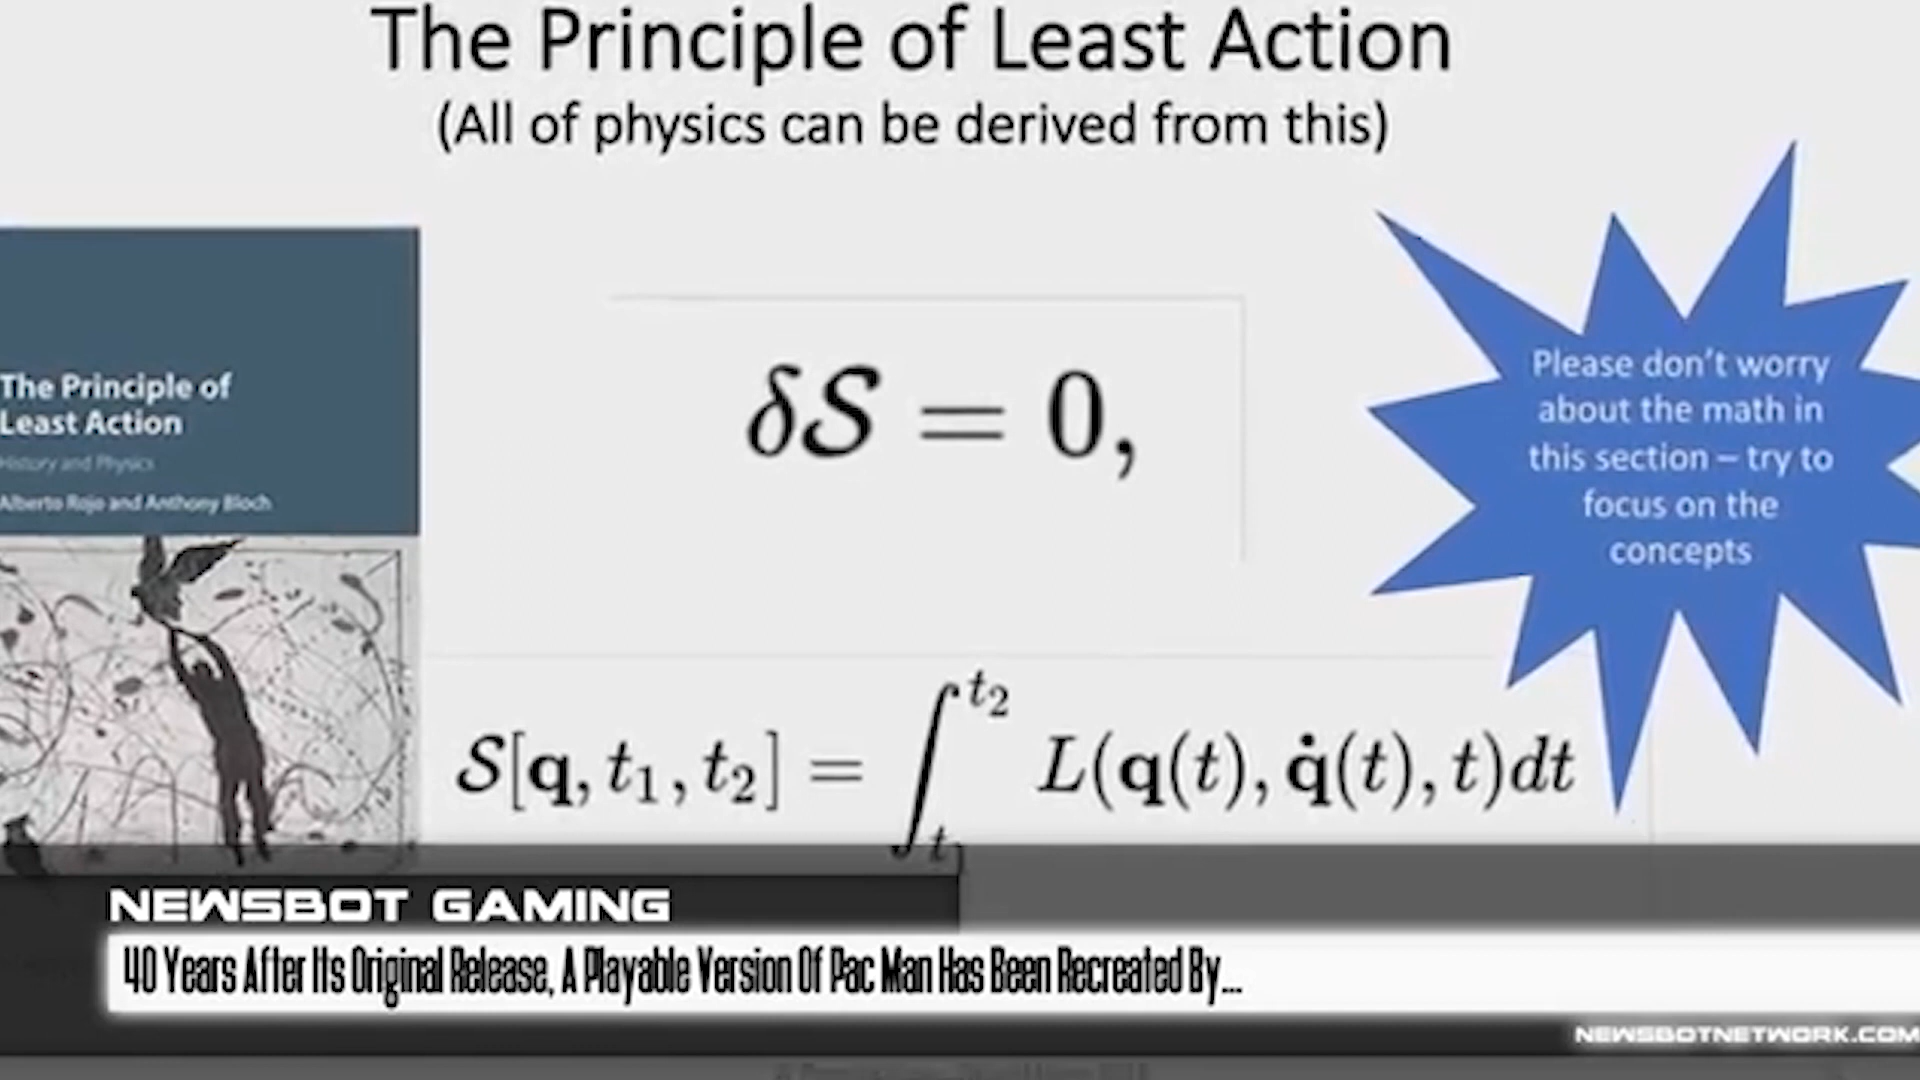 The Principle of Least Action
(All of physics can be derived from this)
The Principle of
Least Action
History and Physics
Alberto Rojo and Anthony Bloch
δS = 0,
Please don't worry
about the math in
this section – try to
focus on the
concepts
S[q, t₁, t₂] = ∫ₜ₁ᵗ² L(q(t), q̇(t), t)dt
NEWSBOT GAMING
40 Years After Its Original Release, A Playable Version Of Pac Man Has Been Recreated By...
NEWSBOTNETWORK.COM